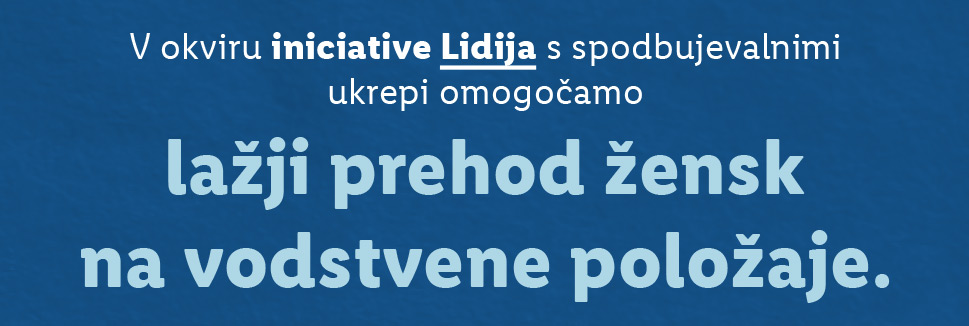 V okviru iniciative Lidija s spodbujevalnimi
ukrepi omogočamo
lažji prehod žensk
na vodstvene položaje.